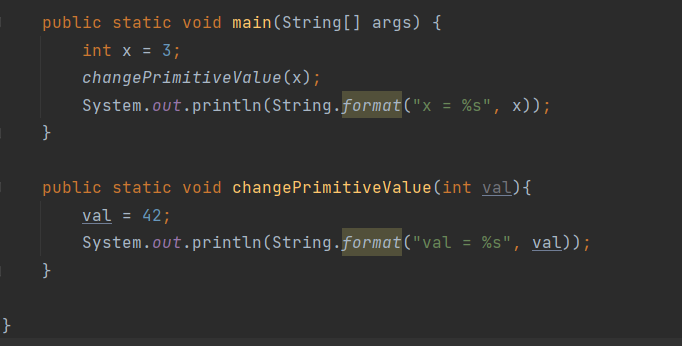 public static void main(String[] args) {
int x = 3;
changePrimitiveValue(x);
System.out.println(String.format("x = %s", x));
}
public static void changePrimitiveValue(int val){
val = 42;
System.out.println(String.format("val = %s", val));
}
}